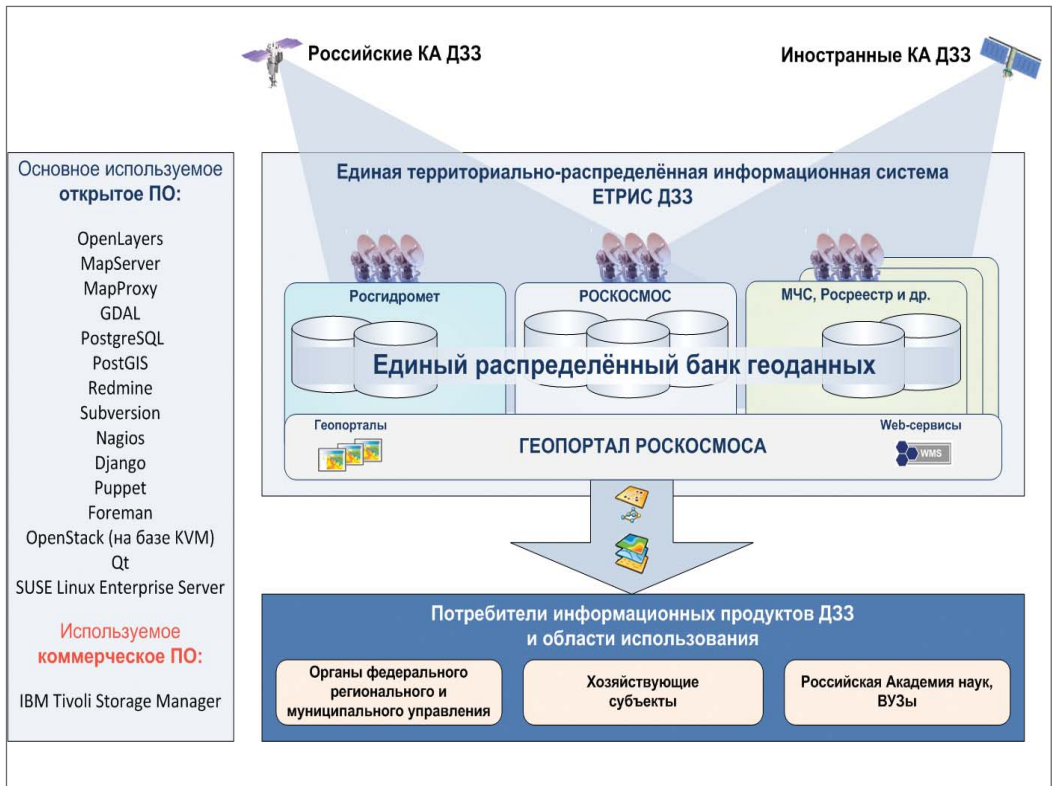 Российские КА ДЗЗ
Иностранные КА ДЗЗ
Основное используемое
открытое ПО:
OpenLayers
MapServer
MapProxy
GDAL
PostgreSQL
PostGIS
Redmine
Subversion
Nagios
Django
Puppet
Foreman
OpenStack (на базе KVM)
Qt
SUSE Linux Enterprise Server
Используемое
коммерческое ПО:
IBM Tivoli Storage Manager
Единая территориально-распределённая информационная система
ЕТРИС ДЗЗ
Росгидромет
РОСКОСМОС
МЧС, Росреестр и др.
Единый распределённый банк геоданных
Геопорталы
ГЕОПОРТАЛ РОСКОСМОСА
Web-сервисы
WMS
Потребители информационных продуктов ДЗЗ
и области использования
Органы федерального
регионального и
муниципального управления
Хозяйствующие
субъекты
Российская Академия наук,
ВУЗы